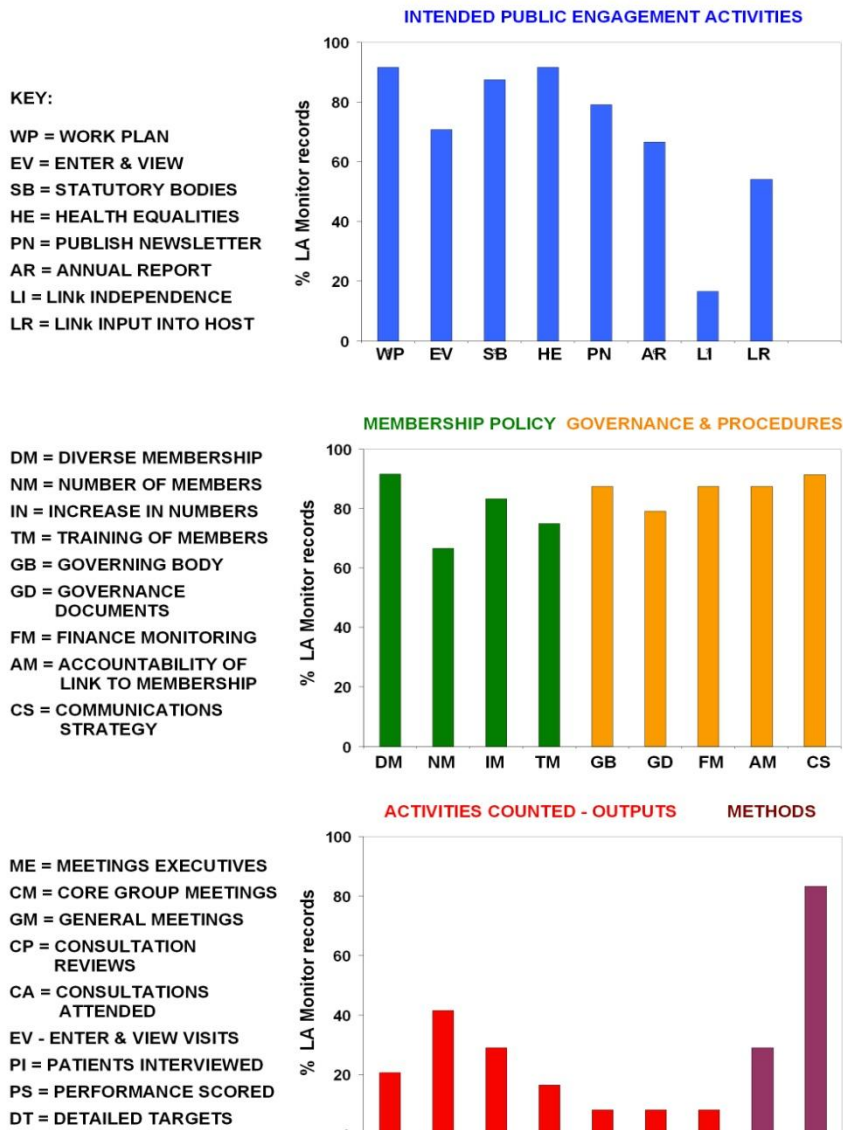 INTENDED PUBLIC ENGAGEMENT ACTIVITIES
KEY:
WP = WORK PLAN
EV = ENTER & VIEW
SB = STATUTORY BODIES
HE = HEALTH EQUALITIES
PN = PUBLISH NEWSLETTER
AR = ANNUAL REPORT
LI = LINk INDEPENDENCE
LR = LINk INPUT INTO HOST
% LA Monitor records
100
80
60
40
20
0
WP EV SB HE PN AR LI LR
MEMBERSHIP POLICY GOVERNANCE & PROCEDURES
DM = DIVERSE MEMBERSHIP
NM = NUMBER OF MEMBERS
IN = INCREASE IN NUMBERS
TM = TRAINING OF MEMBERS
GB = GOVERNING BODY
GD = GOVERNANCE
DOCUMENTS
FM = FINANCE MONITORING
AM = ACCOUNTABILITY OF
LINK TO MEMBERSHIP
CS = COMMUNICATIONS
STRATEGY
% LA Monitor records
100
80
60
40
20
0
DM NM IM TM GB GD FM AM CS
ACTIVITIES COUNTED - OUTPUTS METHODS
ME = MEETINGS EXECUTIVES
CM = CORE GROUP MEETINGS
GM = GENERAL MEETINGS
CP = CONSULTATION
REVIEWS
CA = CONSULTATIONS
ATTENDED
EV - ENTER & VIEW VISITS
PI = PATIENTS INTERVIEWED
PS = PERFORMANCE SCORED
DT = DETAILED TARGETS
% LA Monitor records
100
80
60
40
20